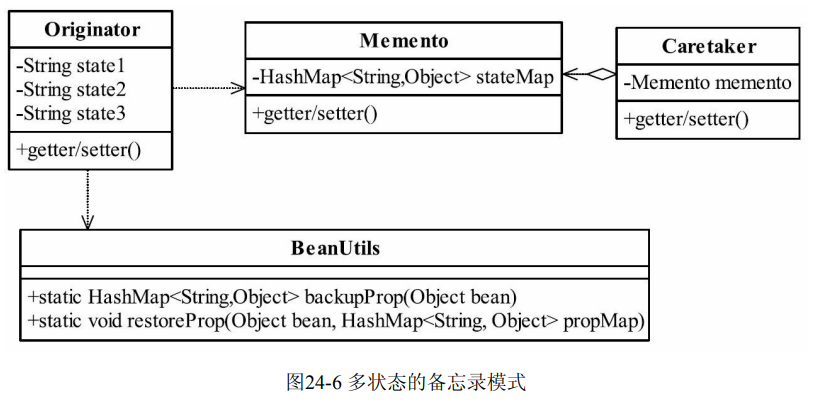 Originator
-String state1
-String state2
-String state3
+getter/setter()
Memento
-HashMap<String,Object> stateMap
+getter/setter()
Caretaker
-Memento memento
+getter/setter()
BeanUtils
+static HashMap<String,Object> backupProp(Object bean)
+static void restoreProp(Object bean, HashMap<String, Object> propMap)
图24-6 多状态的备忘录模式